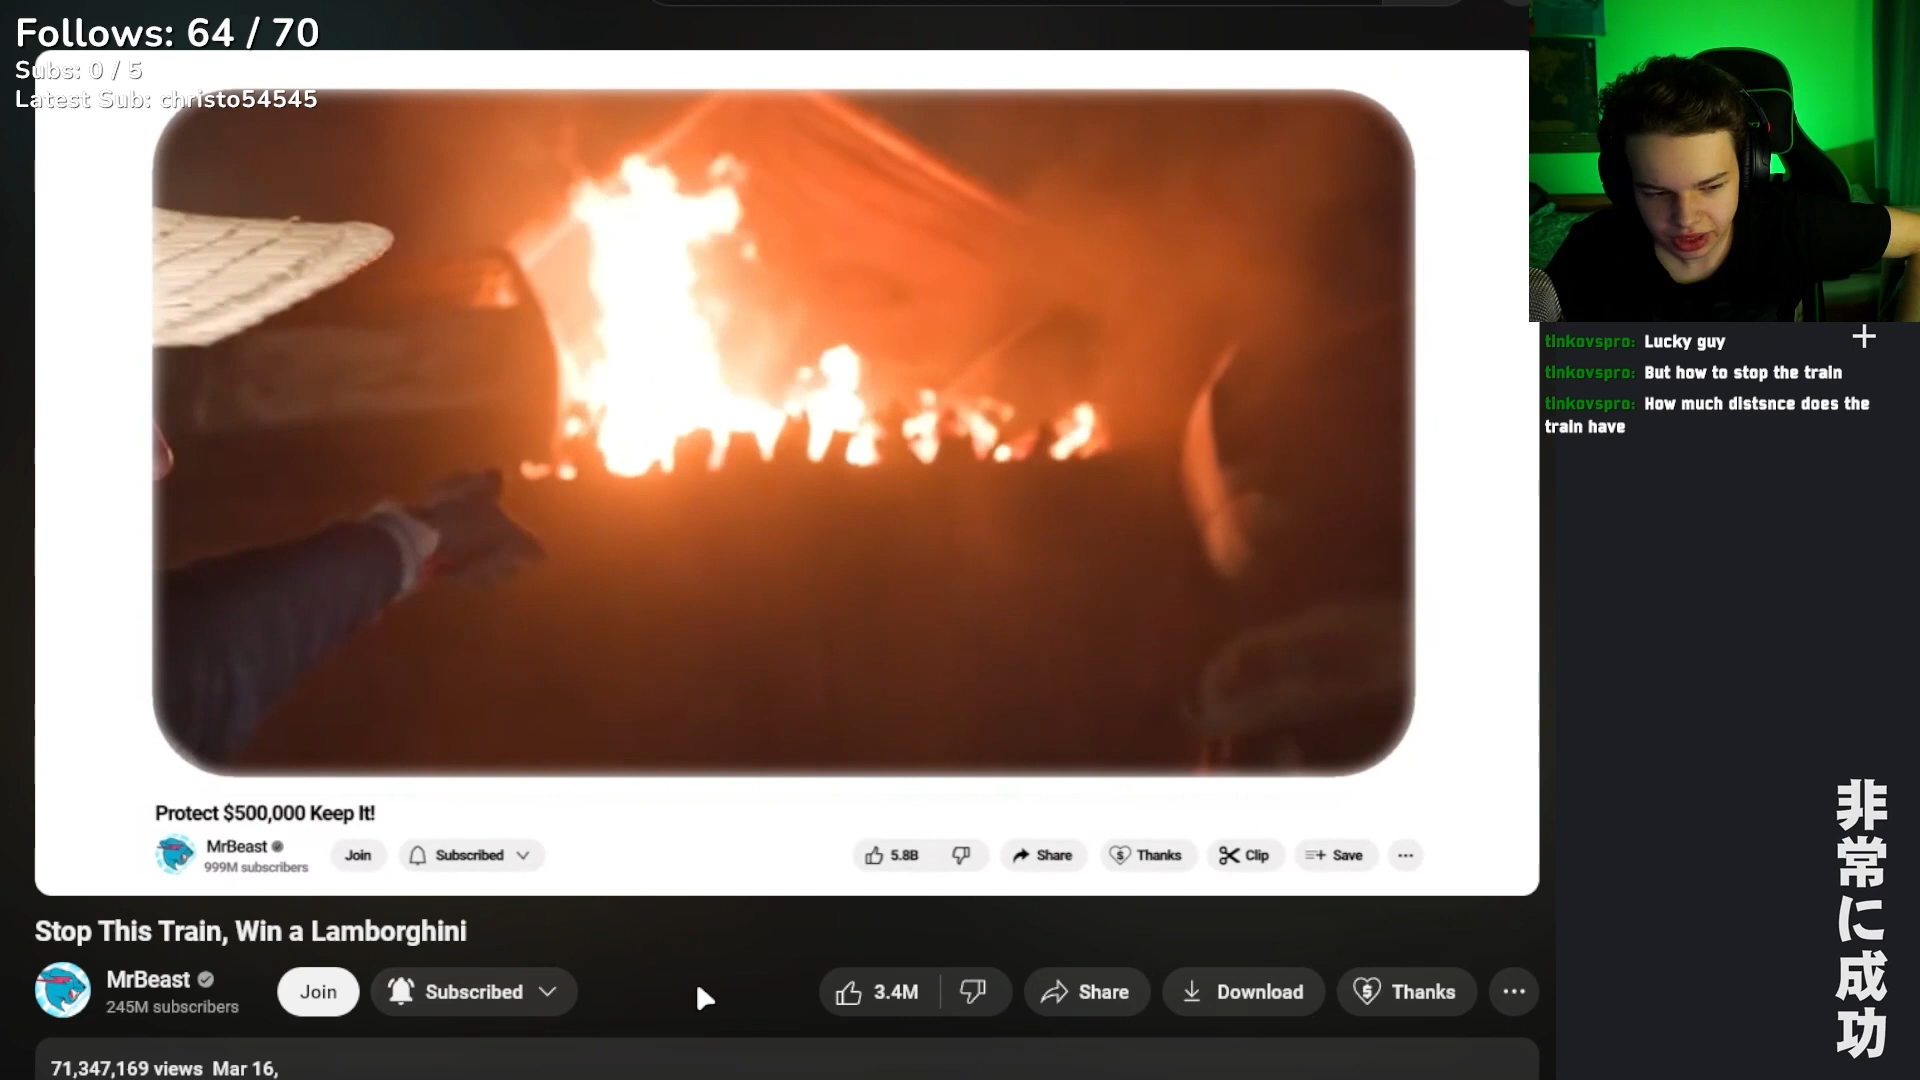 Follows: 64 / 70
Subs: 0 / 5
Latest Sub: christo54545
tinkovspro: Lucky guy
tinkovspro: But how to stop the train
tinkovspro: How much distsnce does the
train have
Protect $500,000 Keep It!
MrBeast
999M subscribers
Join
Subscribed
5.8B
Share
Thanks
Clip
Save
Stop This Train, Win a Lamborghini
MrBeast
245M subscribers
Join
Subscribed
3.4M
Share
Download
Thanks
71,347,169 views Mar 16,
非常に成功